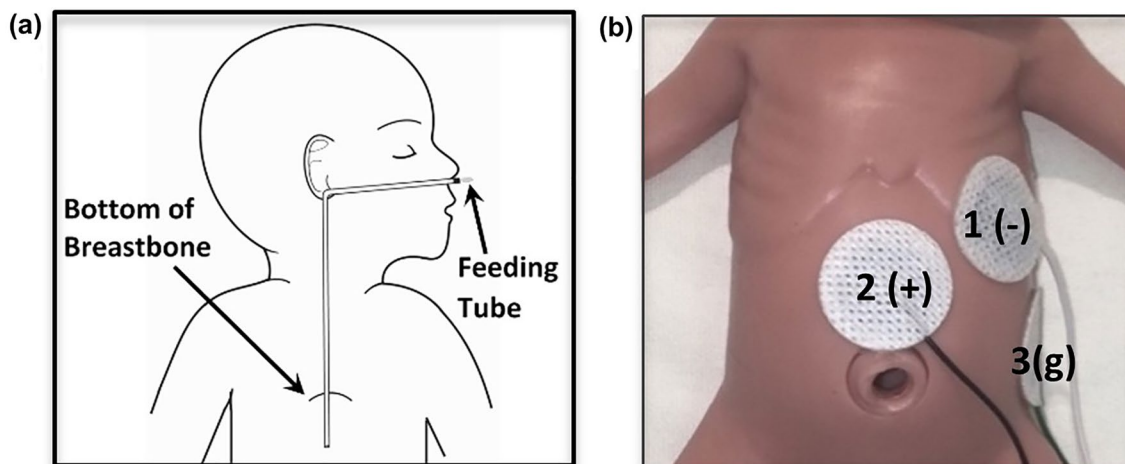 (a)
Bottom of
Breastbone
Feeding
Tube
(b)
1 (-)
2 (+)
3(g)